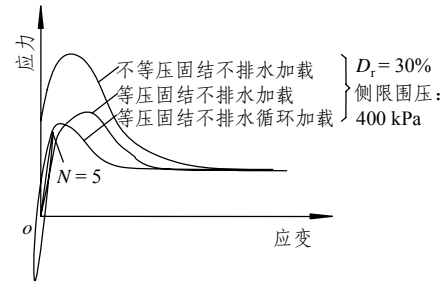 应力
不等压固结不排水加载
等压固结不排水加载
等压固结不排水循环加载
Dr = 30%
侧限围压：
400 kPa
N = 5
o
应变